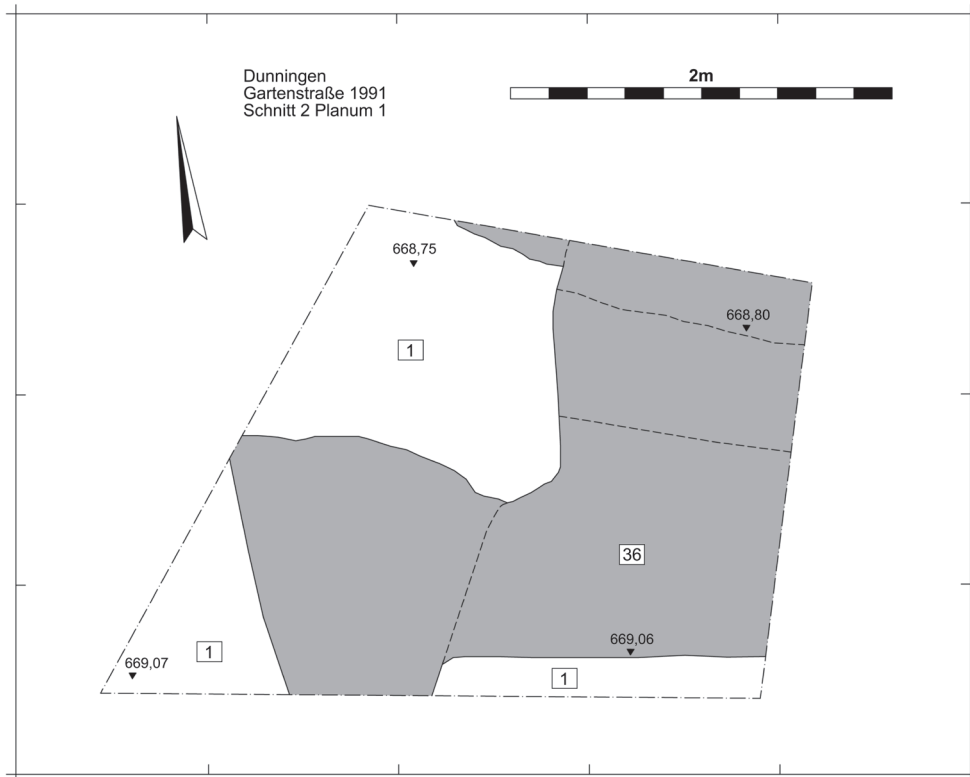 Dunningen
Gartenstraße 1991
Schnitt 2 Planum 1
2m
668,75
668,80
1
36
669,06
1
669,07
1